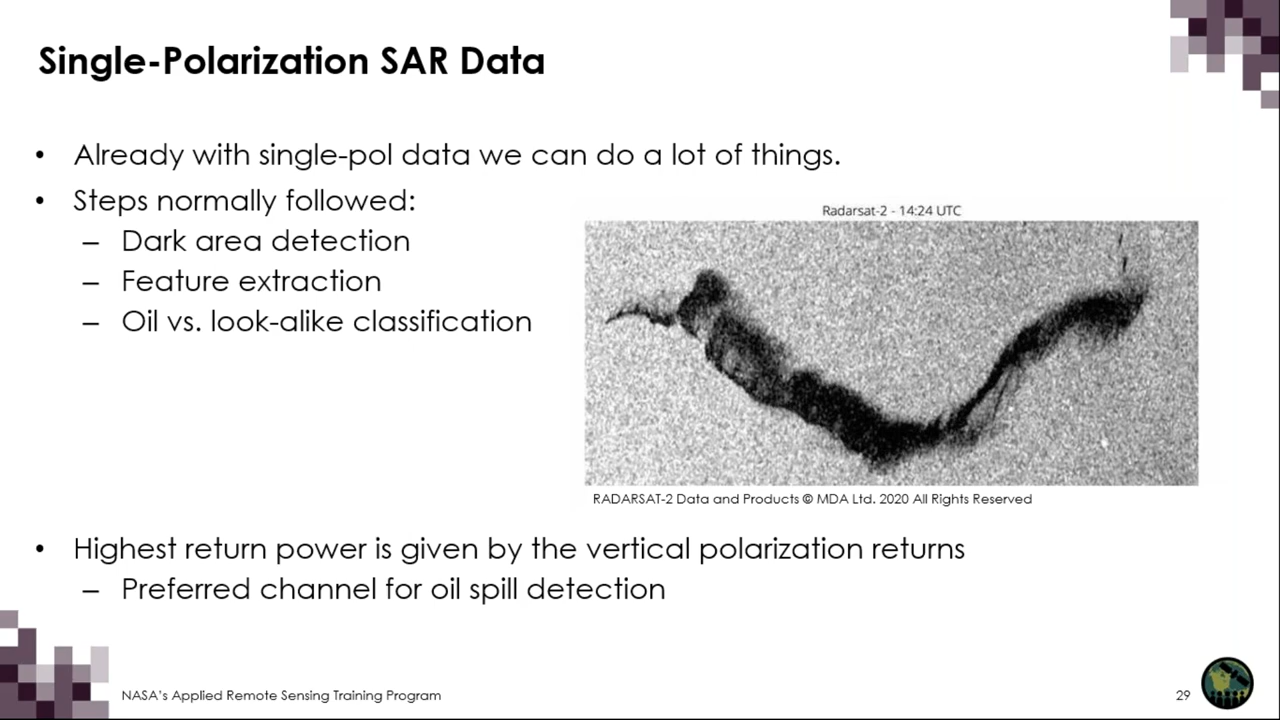 Single-Polarization SAR Data
• Already with single-pol data we can do a lot of things.
• Steps normally followed:
– Dark area detection
– Feature extraction
– Oil vs. look-alike classification
Radarsat-2 - 14:24 UTC
RADARSAT-2 Data and Products © MDA Ltd. 2020 All Rights Reserved
• Highest return power is given by the vertical polarization returns
– Preferred channel for oil spill detection
NASA's Applied Remote Sensing Training Program
29